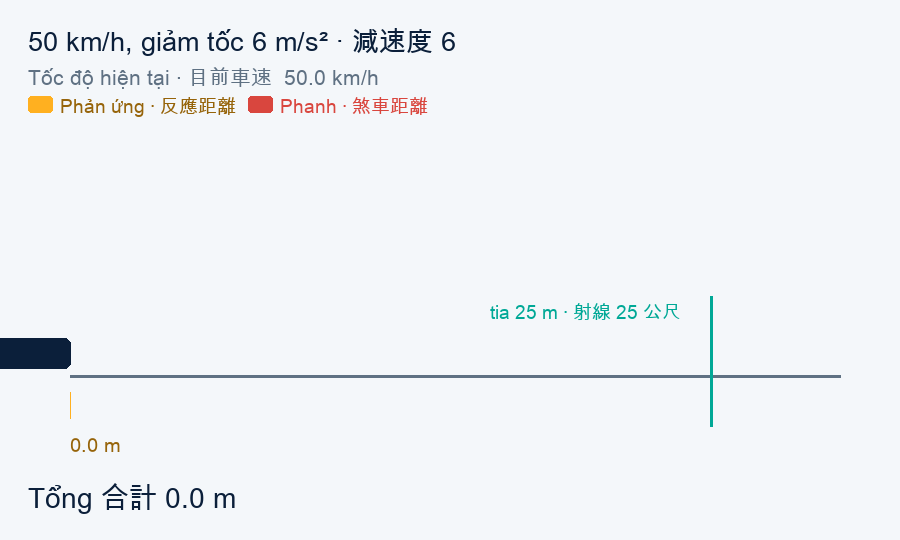 50 km/h, giảm tốc 6 m/s² · 減速度 6
Tốc độ hiện tại · 目前車速 50.0 km/h
Phản ứng · 反應距離 Phanh · 煞車距離
tia 25 m · 射線 25 公尺
0.0 m
Tổng 合計 0.0 m